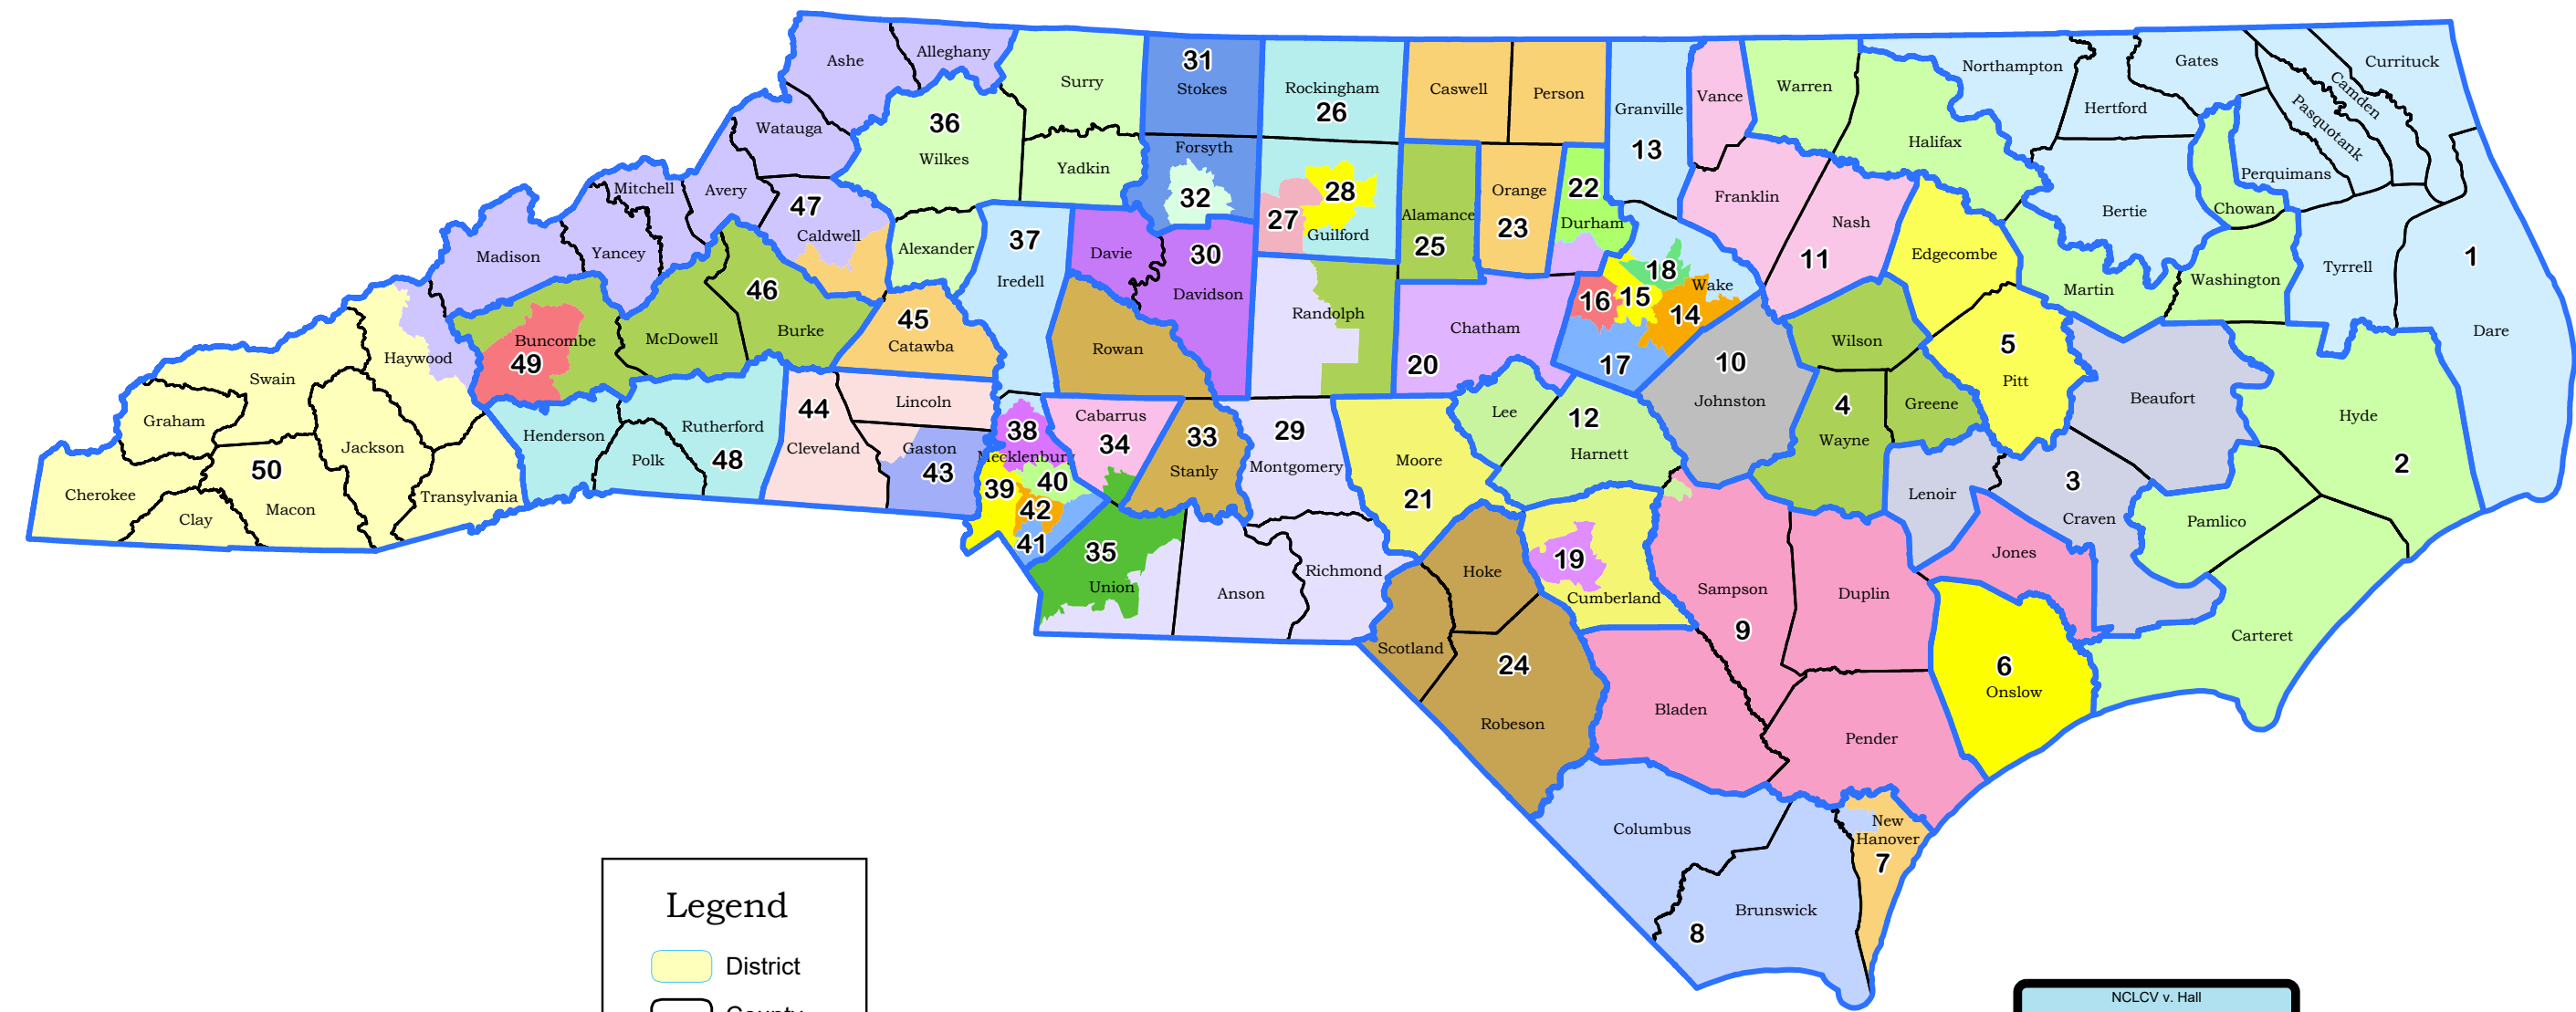 Ashe
Alleghany
Surry
31
Stokes
Rockingham
26
Caswell
Person
Granville
13
Vance
Warren
Northampton
Gates
Hertford
Camden
Pasquotank
Currituck
Watauga
36
Wilkes
Yadkin
Forsyth
32
28
27
Guilford
Alamance
25
Orange
23
22
Durham
Franklin
Nash
11
Halifax
Edgecombe
Bertie
Chowan
Perquimans
Mitchell
Avery
47
Caldwell
Alexander
37
Iredell
Davie
30
Davidson
Randolph
Chatham
20
18
Wake
16
15
14
17
Martin
Washington
Tyrrell
1
Dare
Madison
Yancey
46
Burke
McDowell
45
Catawba
Rowan
10
Johnston
Wilson
5
Pitt
Beaufort
Hyde
2
Buncombe
49
Haywood
Swain
Graham
Jackson
Cherokee
50
Macon
Clay
Transylvania
Henderson
Polk
Rutherford
48
44
Cleveland
Lincoln
Gaston
43
38
Mecklenburg
39
40
42
41
Cabarrus
34
33
Stanly
29
Montgomery
Moore
21
Lee
12
Harnett
4
Wayne
Greene
Lenoir
3
Craven
Pamlico
Jones
35
Union
Anson
Richmond
Hoke
19
Cumberland
Sampson
9
Duplin
Carteret
Scotland
24
Robeson
Bladen
Pender
6
Onslow
Columbus
Brunswick
8
New
Hanover
7
Legend
District
County
NCLCV v. Hall